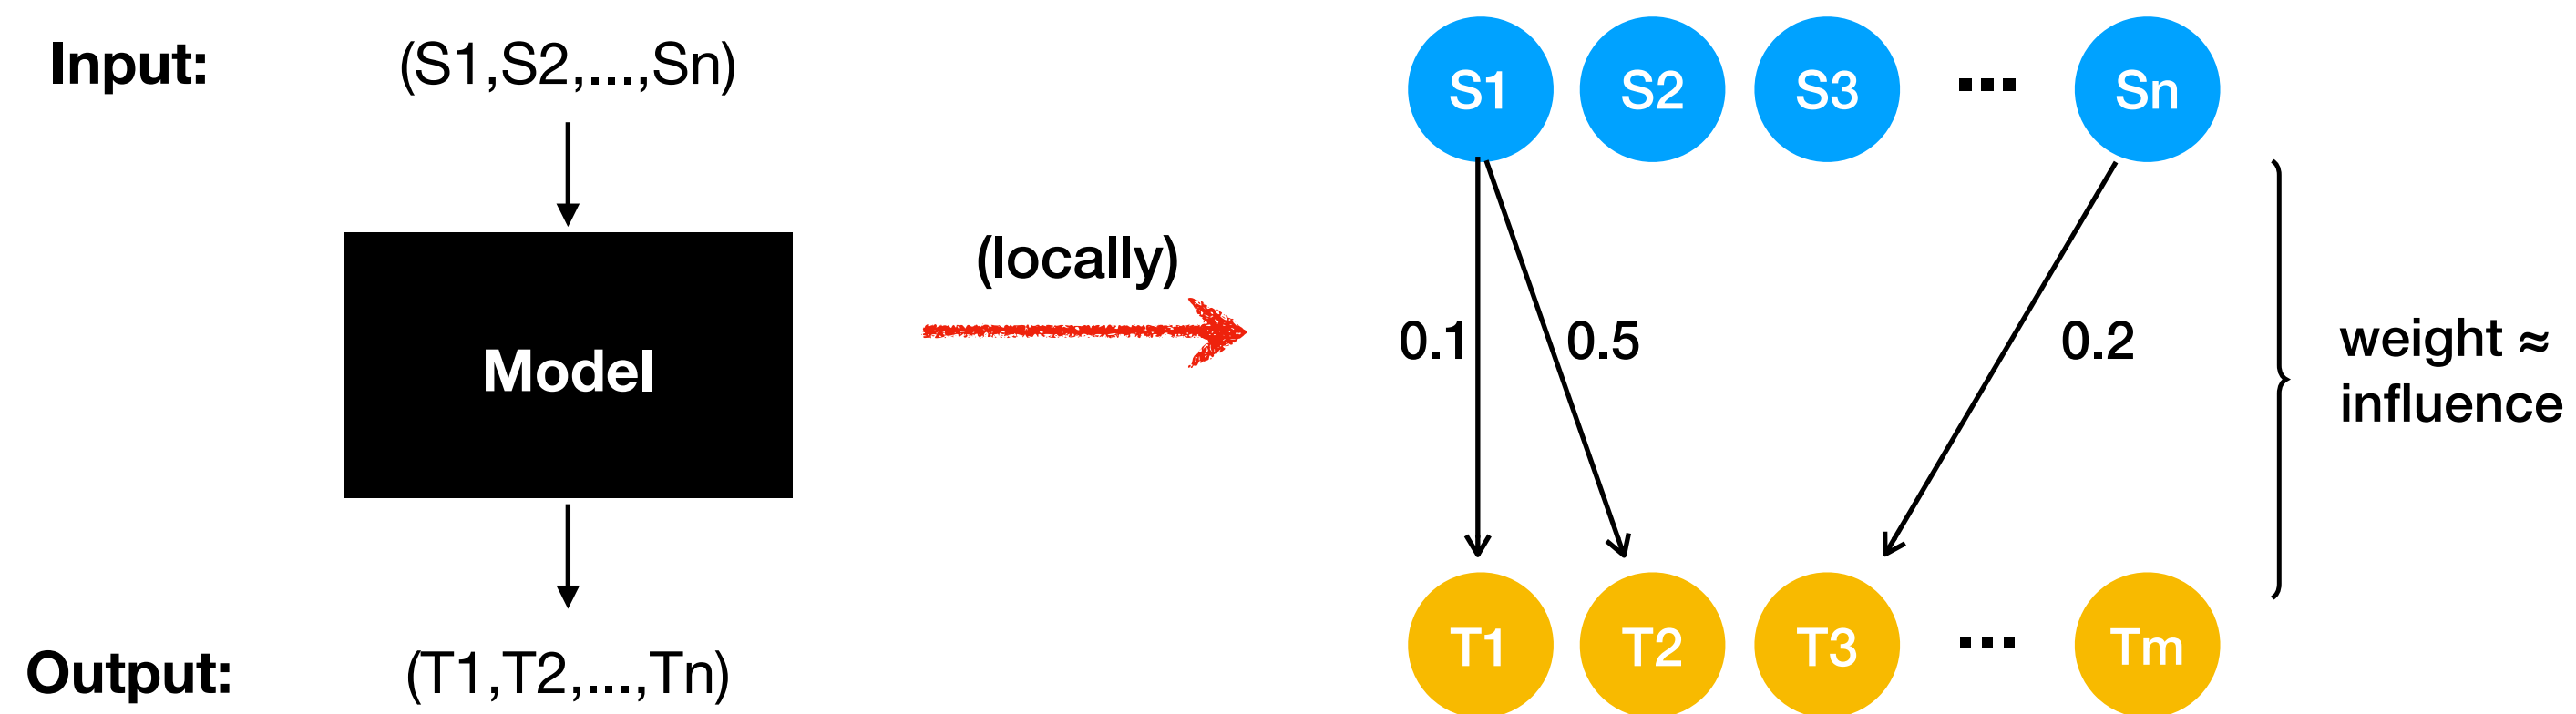 Input:
(S1,S2,...,Sn)
Model
Output:
(T1,T2,...,Tn)
(locally)
S1 S2 S3 ... Sn
0.1 0.5 0.2
weight ≈
influence
T1 T2 T3 ... Tm